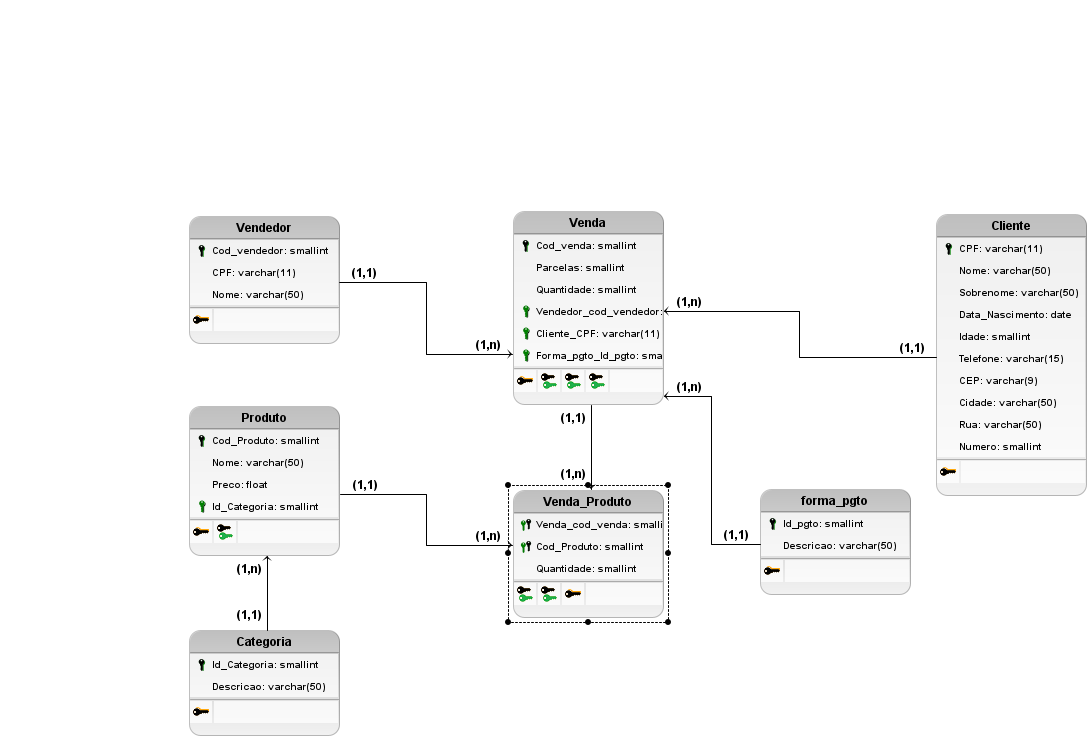 Vendedor
Cod_vendedor: smallint
CPF: varchar(11)
Nome: varchar(50)
(1,1)
(1,n)
Venda
Cod_venda: smallint
Parcelas: smallint
Quantidade: smallint
Vendedor_cod_vendedor:
Cliente_CPF: varchar(11)
Forma_pgto_Id_pgto: sma
(1,n)
(1,1)
Cliente
CPF: varchar(11)
Nome: varchar(50)
Sobrenome: varchar(50)
Data_Nascimento: date
Idade: smallint
Telefone: varchar(15)
CEP: varchar(9)
Cidade: varchar(50)
Rua: varchar(50)
Numero: smallint
(1,n)
(1,1)
(1,n)
Produto
Cod_Produto: smallint
Nome: varchar(50)
Preco: float
Id_Categoria: smallint
(1,1)
(1,n)
Venda_Produto
Venda_cod_venda: smalli
Cod_Produto: smallint
Quantidade: smallint
(1,1)
forma_pgto
Id_pgto: smallint
Descricao: varchar(50)
(1,n)
(1,1)
Categoria
Id_Categoria: smallint
Descricao: varchar(50)